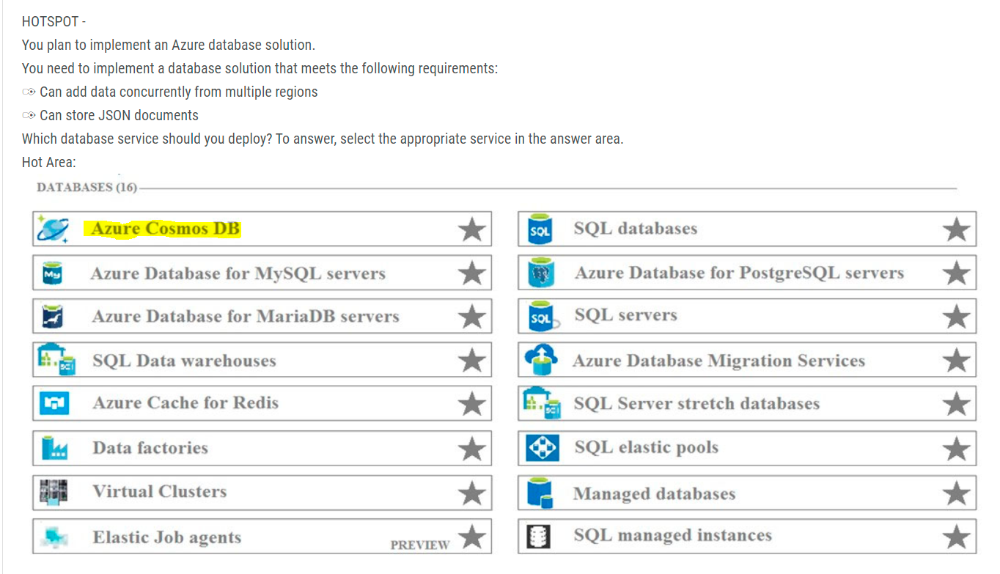 HOTSPOT -
You plan to implement an Azure database solution.
You need to implement a database solution that meets the following requirements:
Can add data concurrently from multiple regions
Can store JSON documents
Which database service should you deploy? To answer, select the appropriate service in the answer area.
Hot Area:
DATABASES (16)
Azure Cosmos DB
SQL databases
SQL
My
Azure Database for MySQL servers
Azure Database for PostgreSQL servers
Azure Database for MariaDB servers
SQL
SQL servers
SQL Data warehouses
Azure Database Migration Services
Azure Cache for Redis
SQL Server stretch databases
Data factories
SQL elastic pools
Virtual Clusters
Managed databases
Elastic Job agents
PREVIEW
SQL managed instances